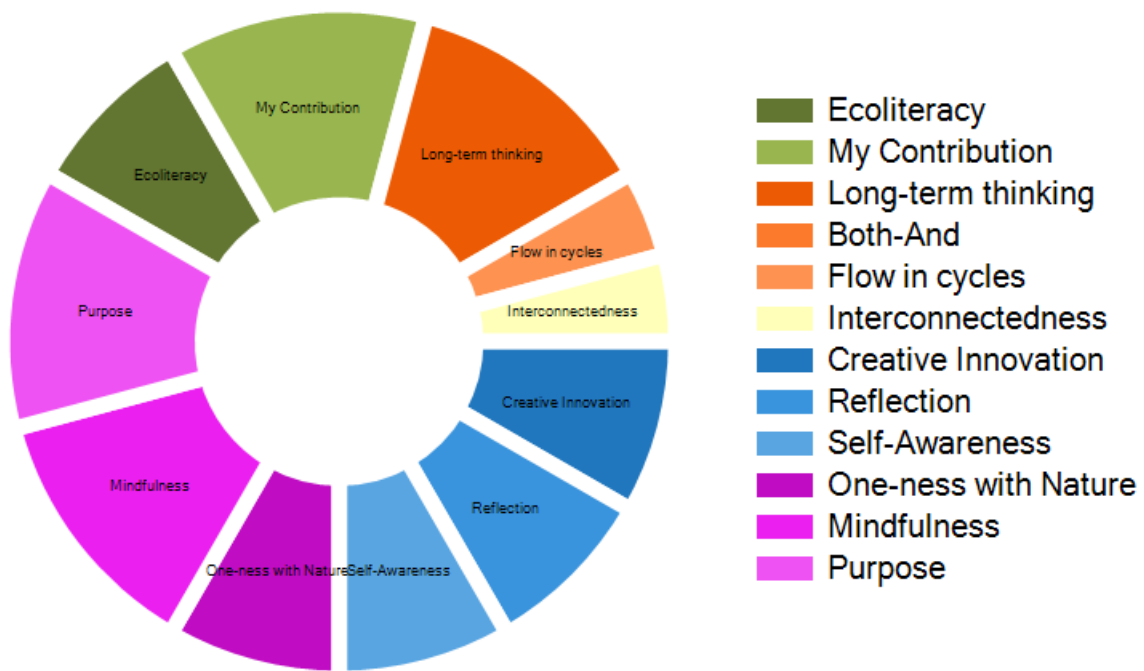 My Contribution
Long-term thinking
Ecoliteracy
Flow in cycles
Purpose
Interconnectedness
Creative Innovation
Mindfulness
Reflection
One-ness with Nature
Self-Awareness
Ecoliteracy
My Contribution
Long-term thinking
Both-And
Flow in cycles
Interconnectedness
Creative Innovation
Reflection
Self-Awareness
One-ness with Nature
Mindfulness
Purpose